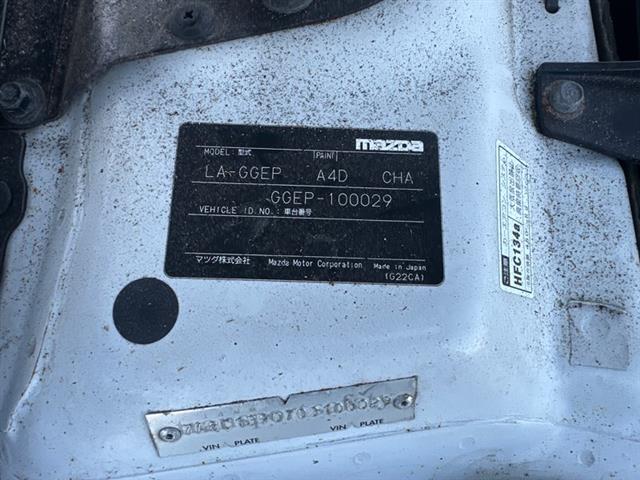 mazda
MODEL: 型式 PAINT
LA-GGEP A4D CHA
GGEP-100029
VEHICLE ID.NO.: 車台番号
マツダ株式会社 Mazda Motor Corporation Made in Japan
(G22CA)
HFC134a
VIN PLATE VIN PLATE